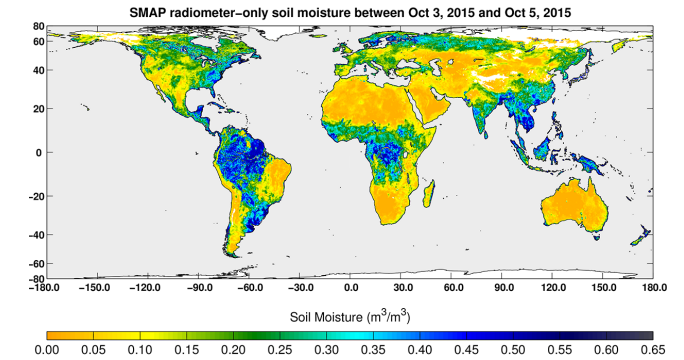 SMAP radiometer-only soil moisture between Oct 3, 2015 and Oct 5, 2015
80
60
40
20
0
-20
-40
-60
-80
-180.0 -150.0 -120.0 -90.0 -60.0 -30.0 0.0 30.0 60.0 90.0 120.0 150.0 180.0
Soil Moisture (m³/m³)
0.00 0.05 0.10 0.15 0.20 0.25 0.30 0.35 0.40 0.45 0.50 0.55 0.60 0.65